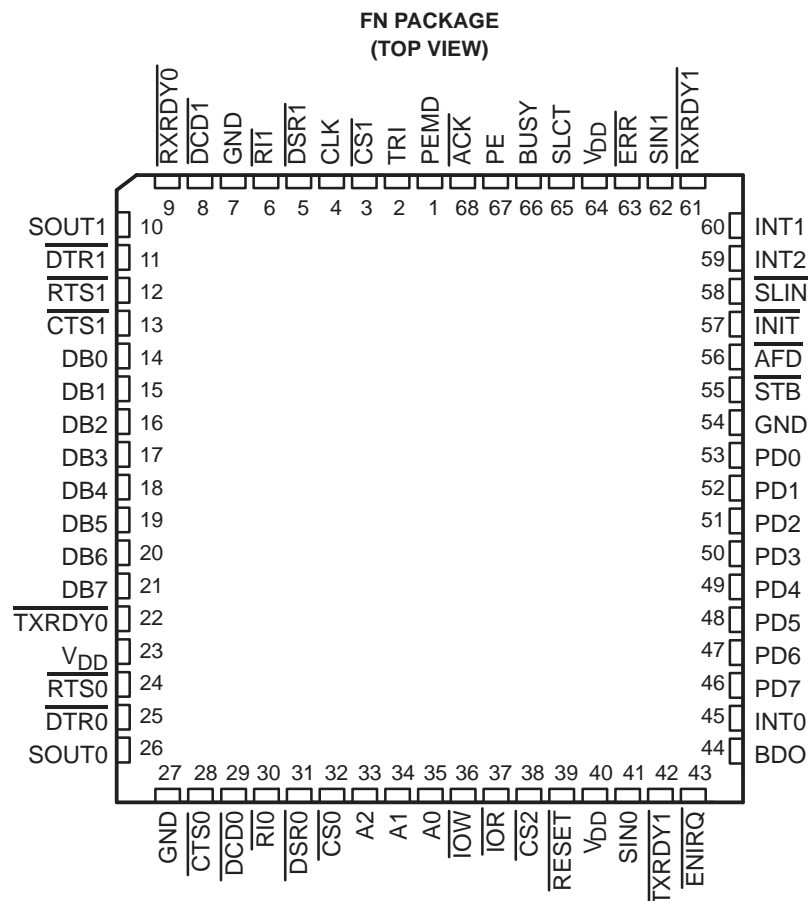 FN PACKAGE
(TOP VIEW)
RXRDY0
DCD1
GND
RI1
DSR1
CLK
CS1
TRI
PEMD
ACK
PE
BUSY
SLCT
VDD
ERR
SIN1
RXRDY1
9 8 7 6 5 4 3 2 1 68 67 66 65 64 63 62 61
SOUT1 10
DTR1 11
RTS1 12
CTS1 13
DB0 14
DB1 15
DB2 16
DB3 17
DB4 18
DB5 19
DB6 20
DB7 21
TXRDY0 22
VDD 23
RTS0 24
DTR0 25
SOUT0 26
60 INT1
59 INT2
58 SLIN
57 INIT
56 AFD
55 STB
54 GND
53 PD0
52 PD1
51 PD2
50 PD3
49 PD4
48 PD5
47 PD6
46 PD7
45 INT0
44 BDO
27 28 29 30 31 32 33 34 35 36 37 38 39 40 41 42 43
GND
CTS0
DCD0
RI0
DSR0
CS0
A2
A1
A0
IOW
IOR
CS2
RESET
VDD
SIN0
TXRDY1
ENIRQ